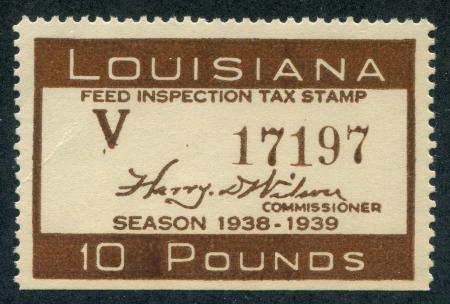 LOUISIANA
FEED INSPECTION TAX STAMP
V 17197
Harry. D. Wilson
COMMISSIONER
SEASON 1938-1939
10 POUNDS